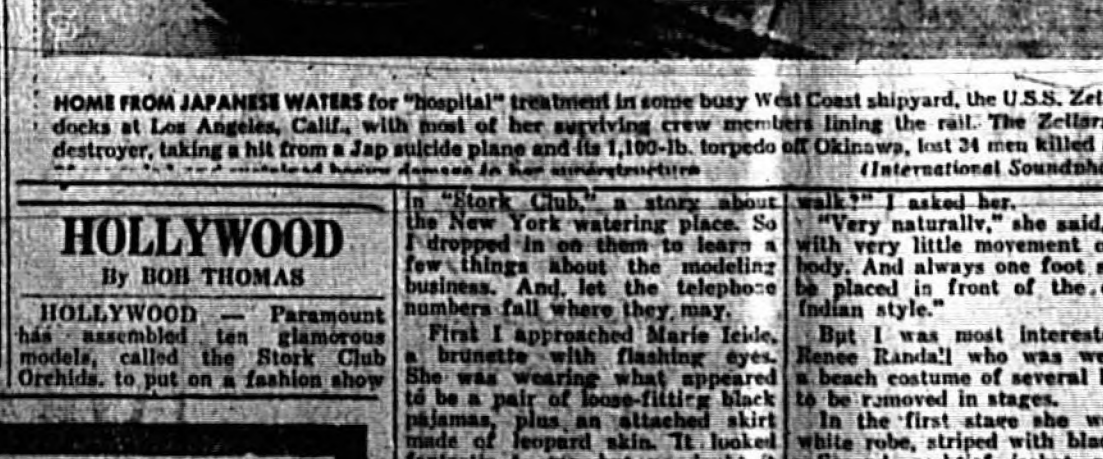 HOME FROM JAPANESE WATERS for "hospital" treatment in some busy West Coast shipyard, the U.S.S. Zel
docks at Los Angeles, Calif., with most of her surviving crew members lining the rail. The Zellars
destroyer, taking a hit from a Jap suicide plane and its 1,100-lb. torpedo off Okinawa, lost 34 men killed
damage in her superstructure
(International Soundpho
HOLLYWOOD
By BOB THOMAS
HOLLYWOOD — Paramount
has assembled ten glamorous
models, called the Stork Club
Orchids, to put on a fashion show
in "Stork Club," a story about
the New York watering place. So
I dropped in on them to learn a
few things about the modeling
business. And, let the telephone
numbers fall where they may.
First I approached Marie
a brunette with flashing eyes.
She was wearing what appeared
to be a pair of loose-fitting black
pajamas, plus an attached skirt
made of leopard skin. "It looked
walk?" I asked her.
"Very naturally," she said,
with very little movement o
body. And always one foot s
be placed in front of the
Indian style."
But I was most interest
Renee Randall who was we
a beach costume of several
to be removed in stages.
In the first stage she w
white robe, striped with bla